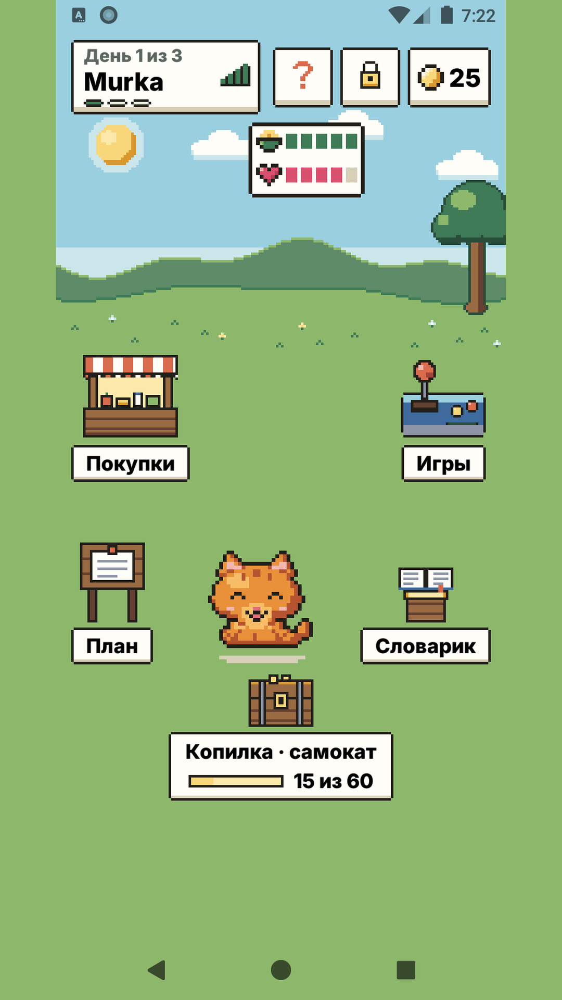 7:22
День 1 из 3
Murka
?
25
Покупки
Игры
План
Словарик
Копилка · самокат
15 из 60